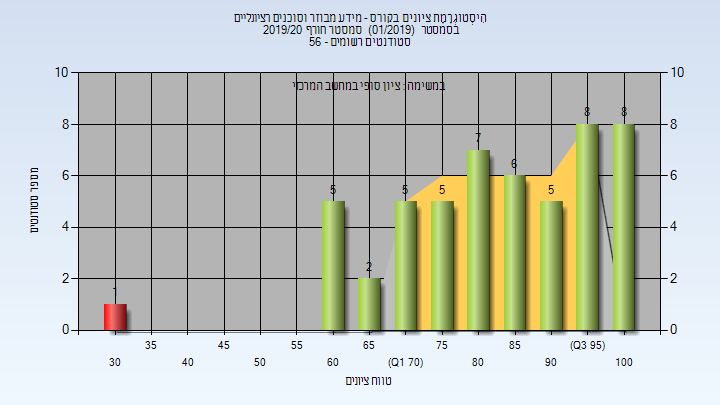 הִיסְטוֹגְרָמַת ציונים בקורס - מידע מבוזר וסוכנים רציונליים
בסמסטר (01/2019) סמסטר חורף 2019/20
סטודנטים רשומים - 56
במשימה : ציון סופי במחשב המרכזי
10 10
8 8
6 6
4 4
2 2
0 0
מספר סטודנטים
1 5 2 5 5 7 6 5 8 8
35 45 55 65 75 85 (Q3 95)
30 40 50 60 (Q1 70) 80 90 100
טווח ציונים